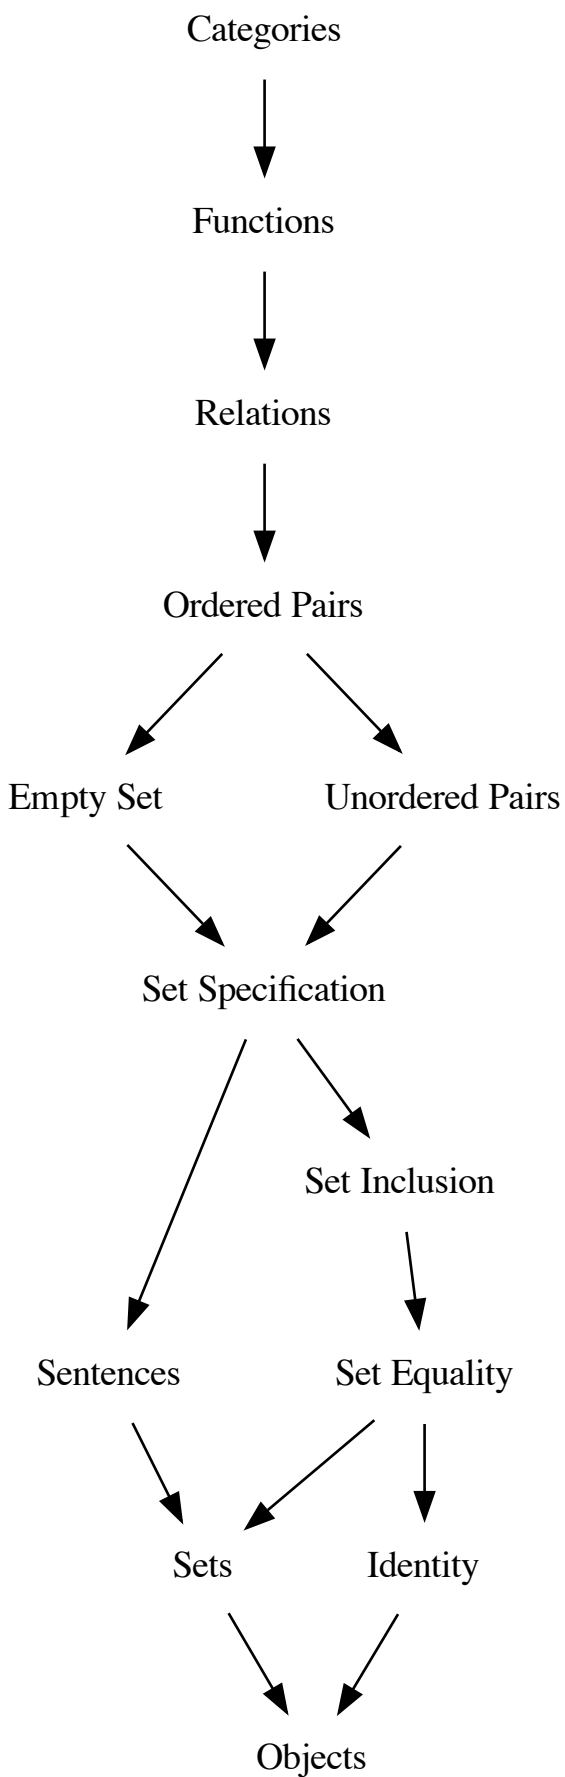 Categories
Functions
Relations
Ordered Pairs
Empty Set
Unordered Pairs
Set Specification
Set Inclusion
Sentences
Set Equality
Sets
Identity
Objects